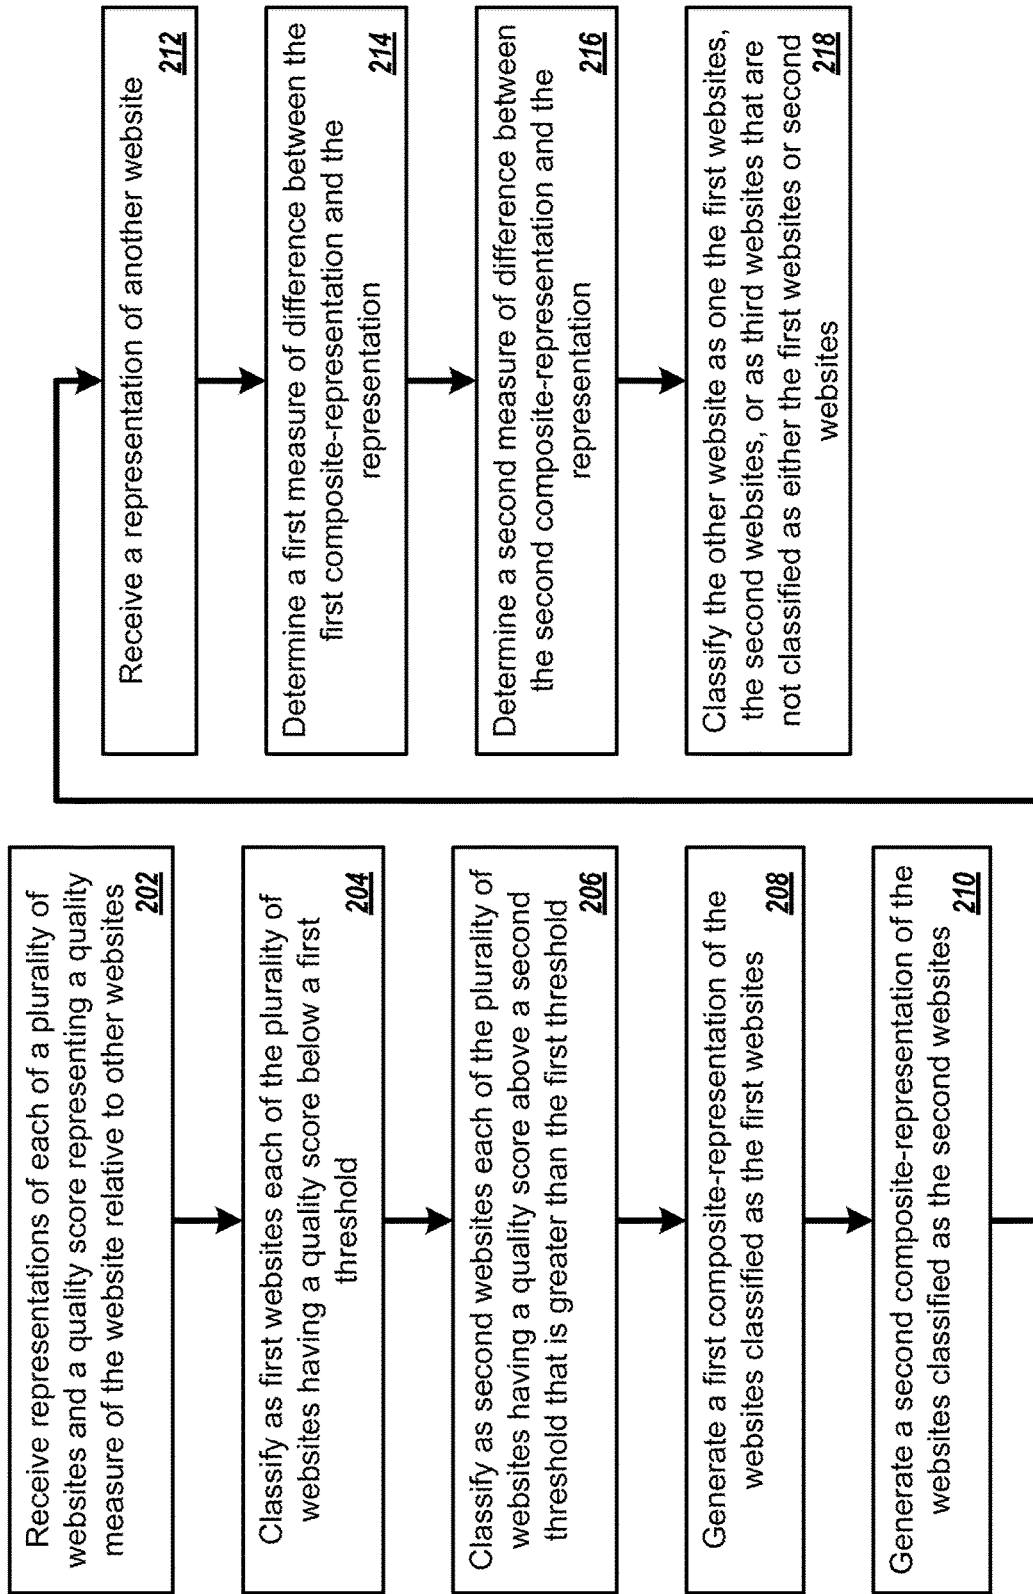 Receive representations of each of a plurality of
websites and a quality score representing a quality
measure of the website relative to other websites
202
Classify as first websites each of the plurality of
websites having a quality score below a first
threshold
204
Classify as second websites each of the plurality of
websites having a quality score above a second
threshold that is greater than the first threshold
206
Generate a first composite-representation of the
websites classified as the first websites
208
Generate a second composite-representation of the
websites classified as the second websites
210
Receive a representation of another website
212
Determine a first measure of difference between the
first composite-representation and the
representation
214
Determine a second measure of difference between
the second composite-representation and the
representation
216
Classify the other website as one the first websites,
the second websites, or as third websites that are
not classified as either the first websites or second
websites
218